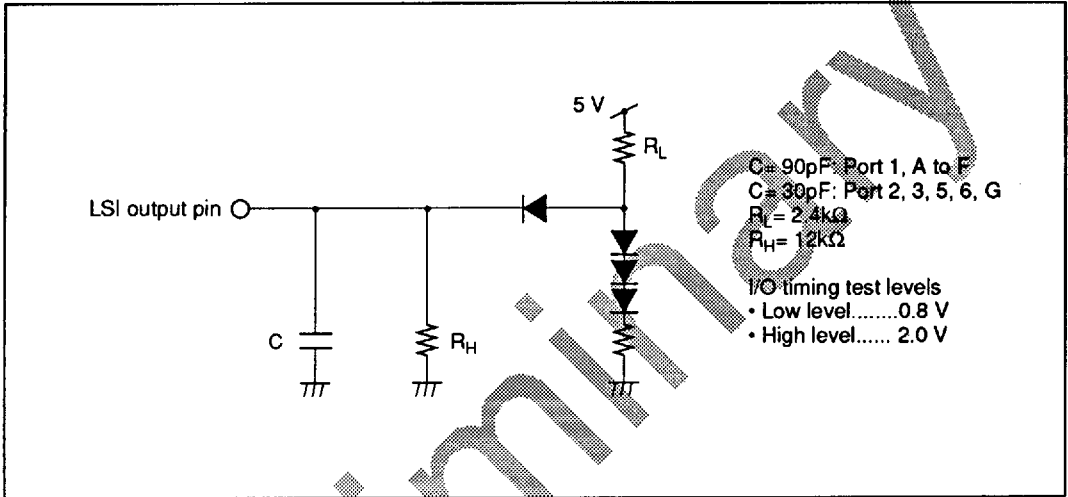 5 V
RL
LSI output pin
C
RH
C= 90pF: Port 1, A to F
C= 30pF: Port 2, 3, 5, 6, G
RL= 2.4kΩ
RH= 12kΩ
I/O timing test levels
• Low level........0.8 V
• High level...... 2.0 V
iminary